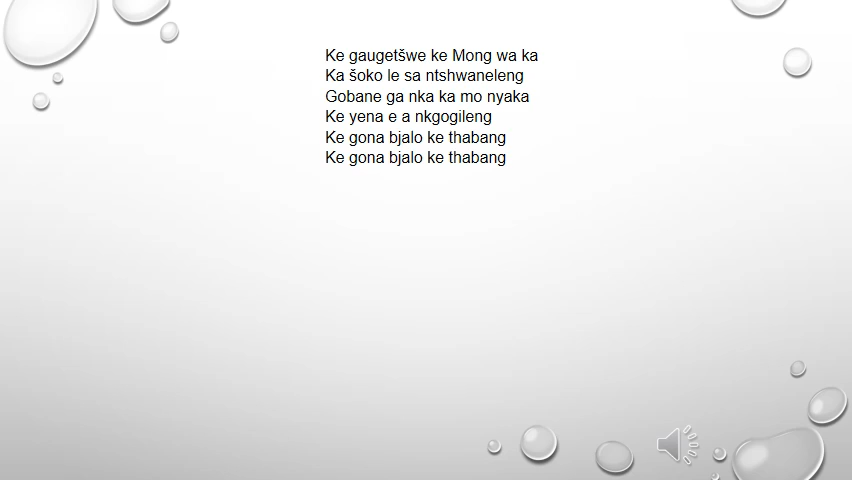 Ke gaugetšwe ke Mong wa ka
Ka šoko le sa ntshwaneleng
Gobane ga nka ka mo nyaka
Ke yena e a nkgogileng
Ke gona bjalo ke thabang
Ke gona bjalo ke thabang